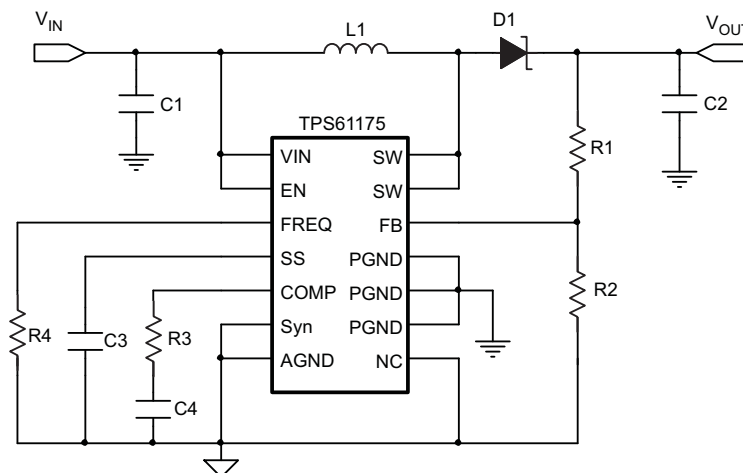 VIN
L1
D1
VOUT
C1
C2
TPS61175
R1
VIN
SW
EN
SW
FREQ
FB
SS
PGND
COMP
PGND
R2
R4
C3
R3
Syn
PGND
AGND
NC
C4